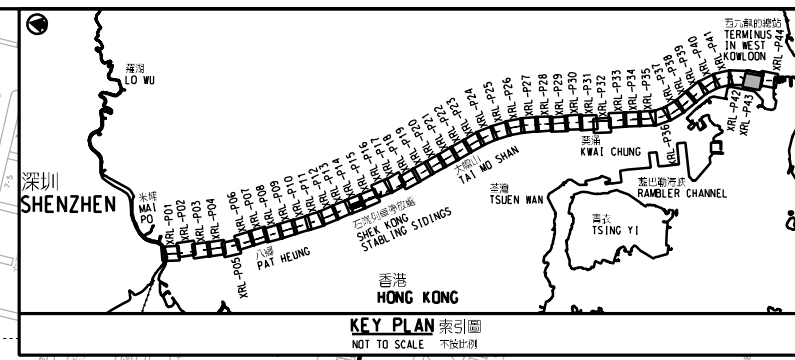 羅湖
LO WU
深圳
SHENZHEN
米埔
MAI
PO
XRL-P01
XRL-P02
XRL-P03
XRL-P04
XRL-P05
XRL-P06
XRL-P07
XRL-P08
XRL-P09
XRL-P10
XRL-P11
XRL-P12
XRL-P13
XRL-P14
XRL-P15
XRL-P16
XRL-P17
XRL-P18
XRL-P19
XRL-P20
XRL-P21
XRL-P22
XRL-P23
XRL-P24
XRL-P25
XRL-P26
XRL-P27
XRL-P28
XRL-P29
XRL-P30
XRL-P31
XRL-P32
XRL-P33
XRL-P34
XRL-P35
XRL-P36
XRL-P37
XRL-P38
XRL-P39
XRL-P40
XRL-P41
XRL-P42
XRL-P43
XRL-P44
西九龍的總站
TERMINUS
IN WEST
KOWLOON
八鄉
PAT HEUNG
SHEK KONG
STABLING SIDINGS
大帽山
TAI MO SHAN
荃灣
TSUEN WAN
葵涌
KWAI CHUNG
藍巴勒海峽
RAMBLER CHANNEL
青衣
TSING YI
香港
HONG KONG
KEY PLAN 索引圖
NOT TO SCALE 不按比例
7-5